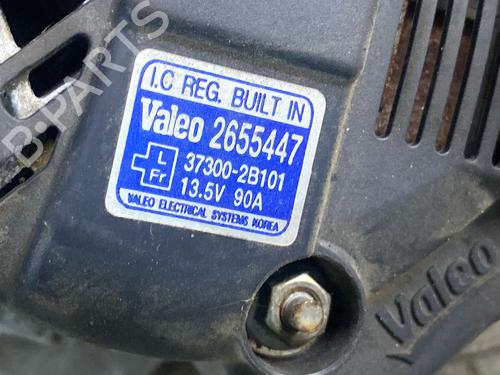 I.C REG. BUILT IN
Valeo 2655447
L
Fr
37300-2B101
13.5V 90A
VALEO ELECTRICAL SYSTEMS KOREA
Valeo
B-PARTS